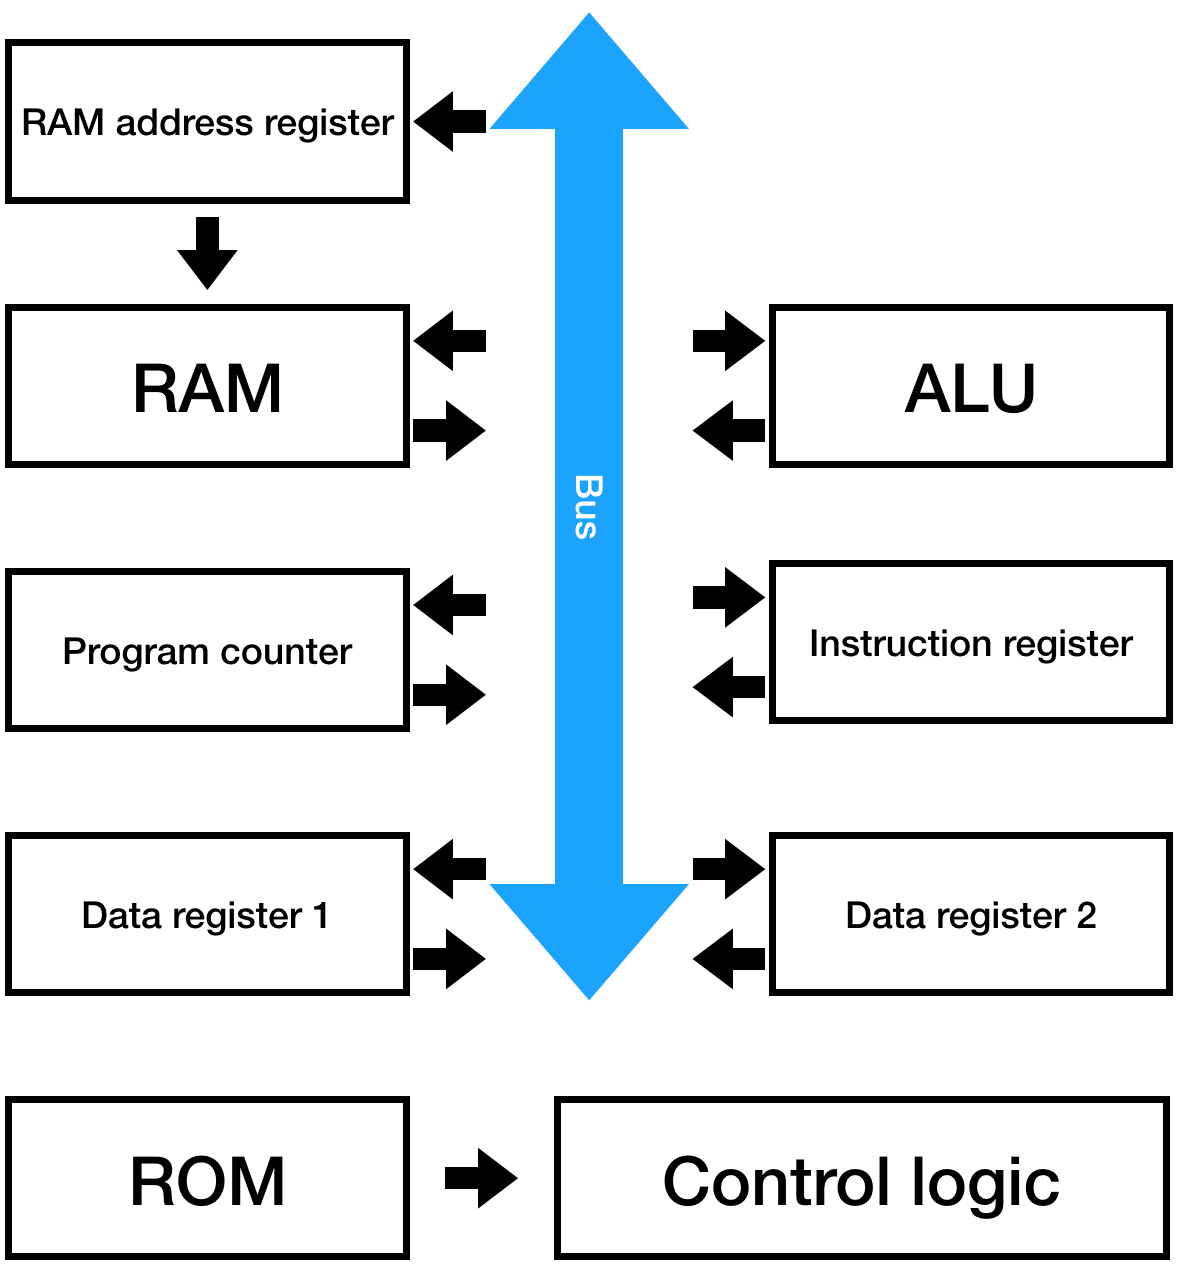 RAM address register
RAM
ALU
Bus
Program counter
Instruction register
Data register 1
Data register 2
ROM
Control logic